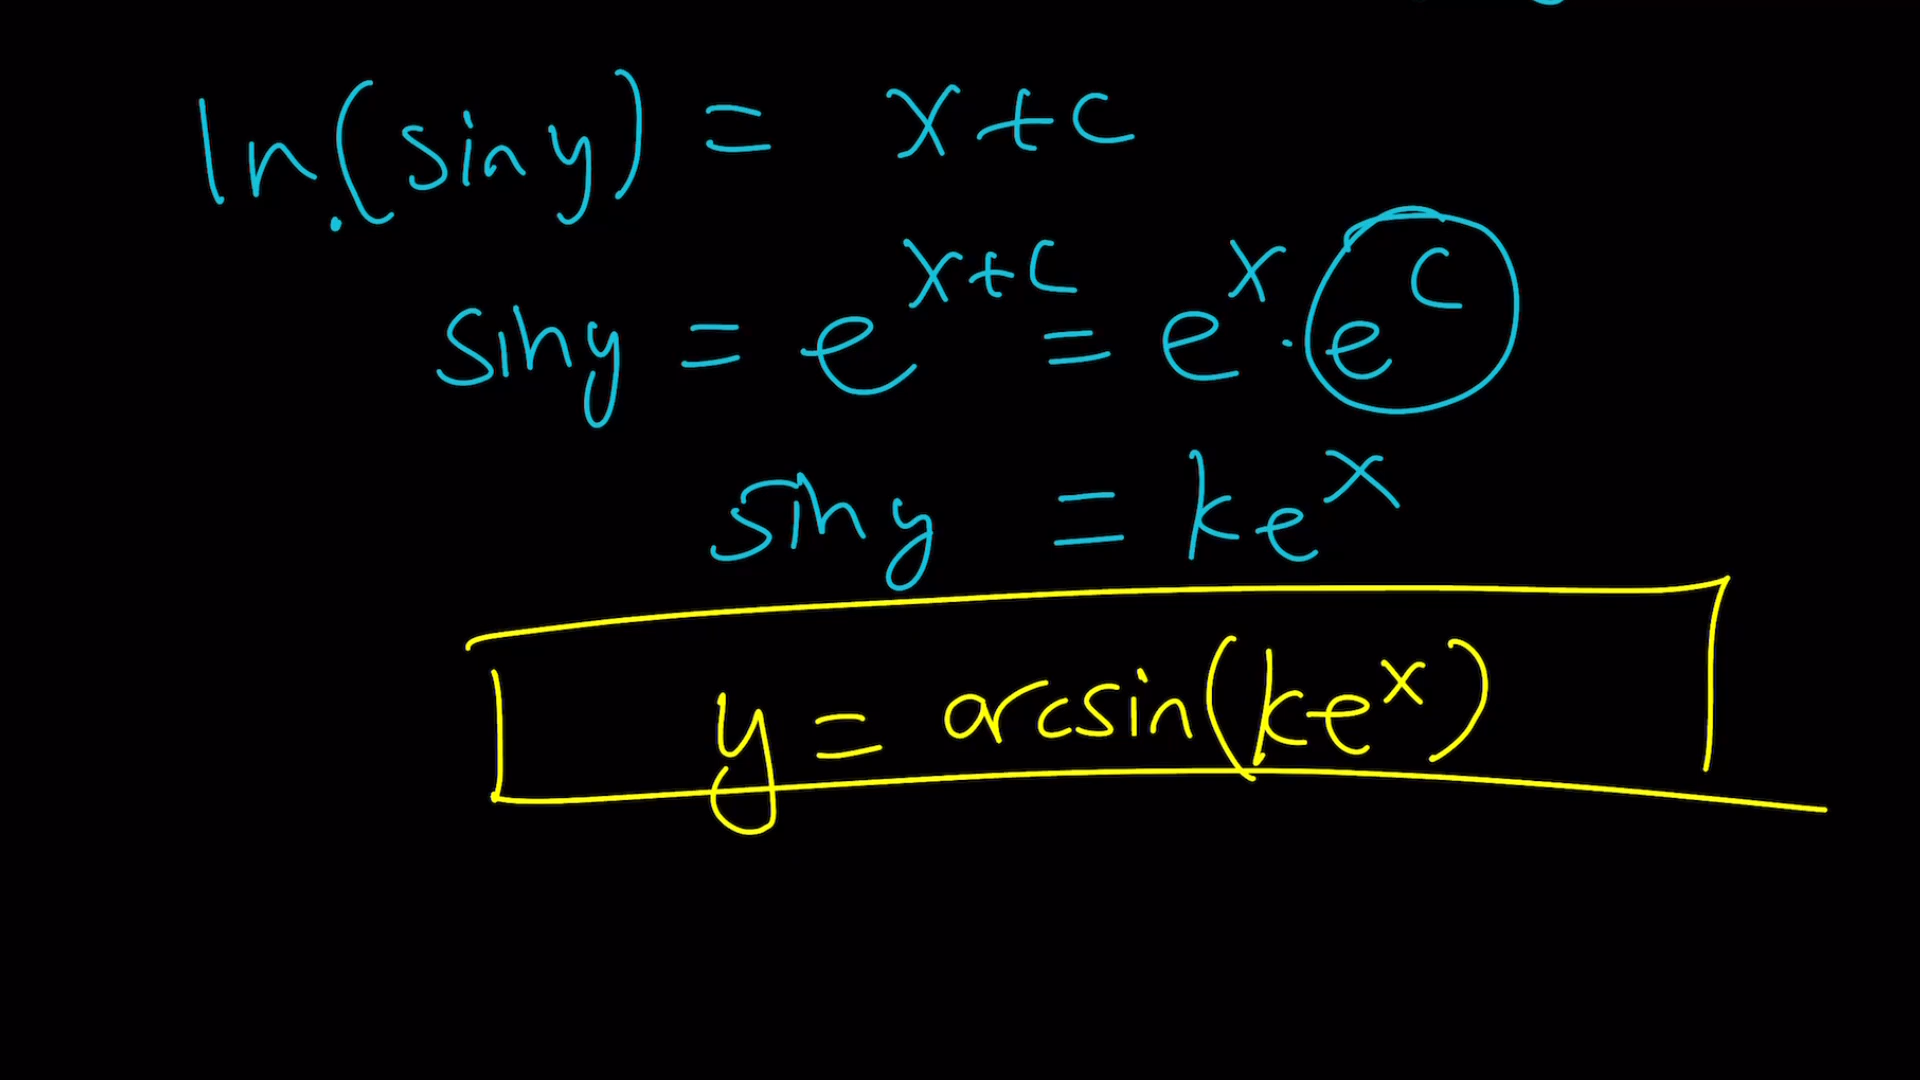 ln(sin y) = x+c
sin y = e^{x+c} = e^x · e^c
sin y = ke^x
y = arcsin(ke^x)